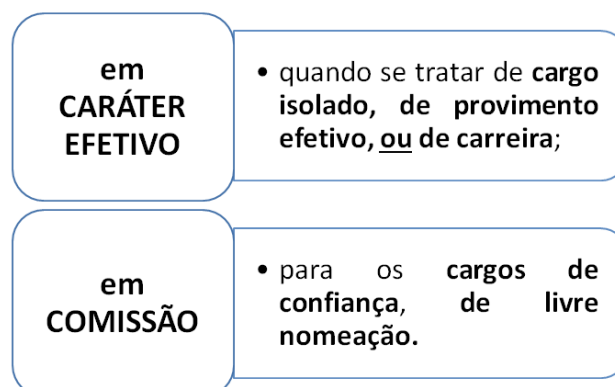 em
CARÁTER
EFETIVO
• quando se tratar de cargo
isolado, de provimento
efetivo, ou de carreira;
em
COMISSÃO
• para os cargos de
confiança, de livre
nomeação.